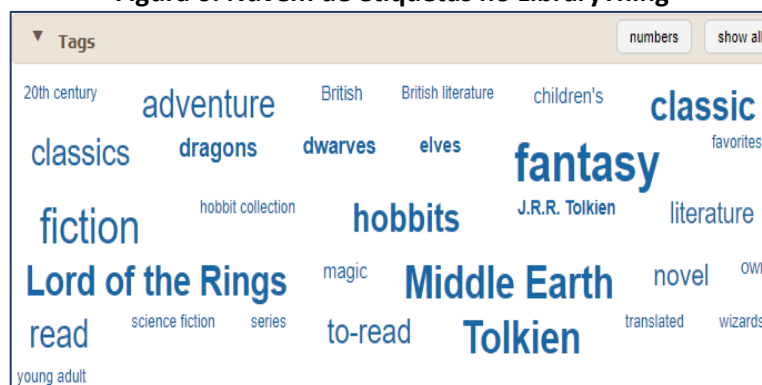 Figura 6: Nuvem de etiquetas no LibraryThing
Tags numbers show all
20th century adventure British British literature children's classic
classics dragons dwarves elves fantasy favorites
fiction hobbit collection hobbits J.R.R. Tolkien literature
Lord of the Rings magic Middle Earth novel
read science fiction series to-read Tolkien translated wizards
young adult